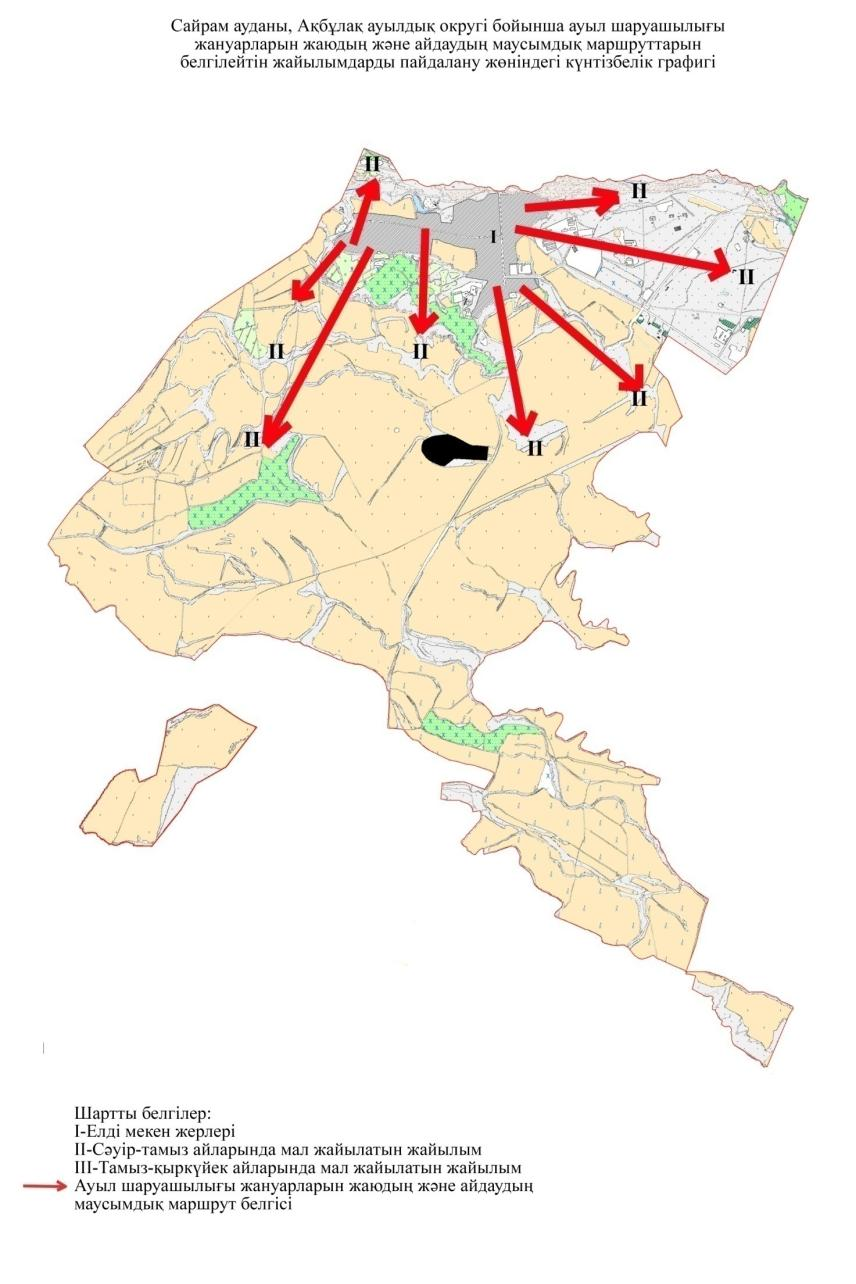 Сайрам ауданы, Ақбұлақ ауылдық округі бойынша ауыл шаруашылығы
жануарларын жаюдың және айдаудың маусымдық маршруттарын
белгілейтін жайылымдарды пайдалану жөніндегі күнтізбелік графигі
II
II
I
II
II
II
II
II
II
Шартты белгілер:
I-Елді мекен жерлері
II-Сәуір-тамыз айларында мал жайылатын жайылым
III-Тамыз-қыркүйек айларында мал жайылатын жайылым
Ауыл шаруашылығы жануарларын жаюдың және айдаудың
маусымдық маршрут белгісі